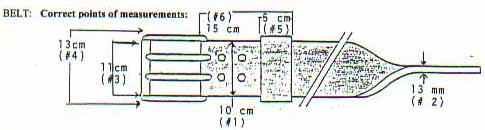 BELT: Correct points of measurements:
(#6)
15 cm
5 cm
(#5)
13cm
(#4)
11cm
(#3)
10 cm
(#1)
13 mm
(# 2)